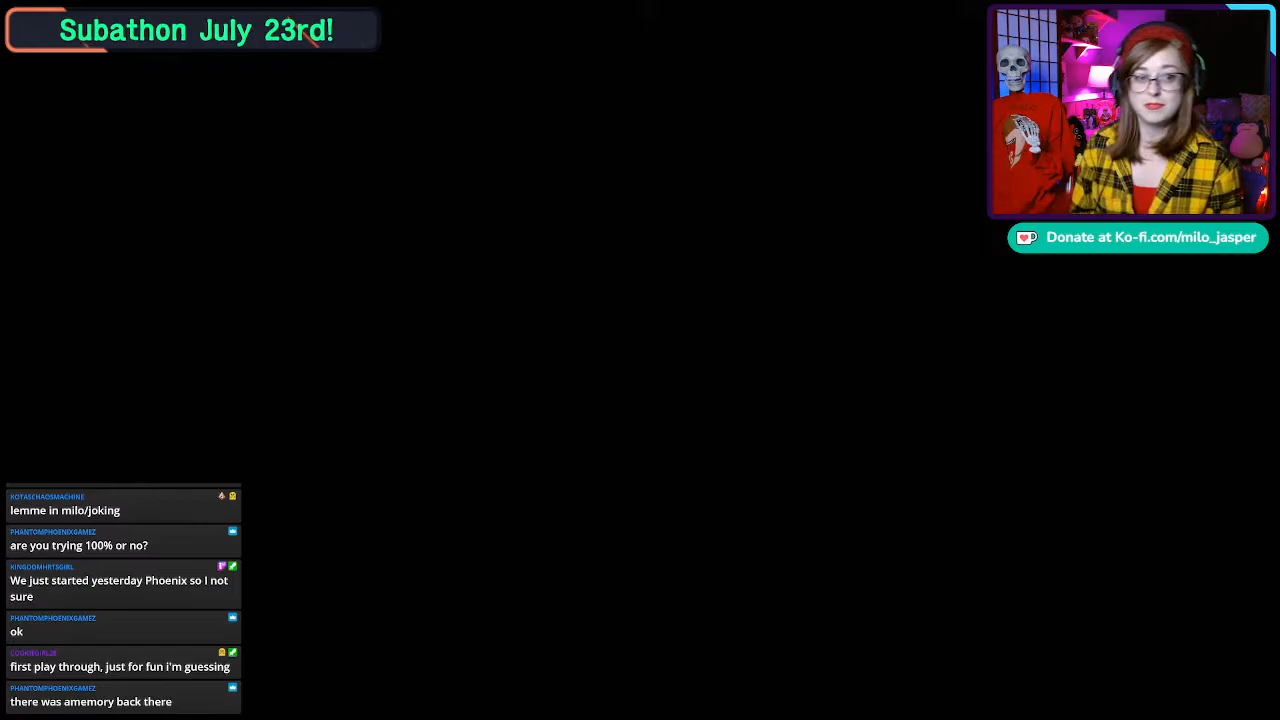 Subathon July 23rd!
Donate at Ko-fi.com/milo_jasper
KOTASCHAOSMACHINE
lemme in milo/joking
PHANTOMPHOENIXGAMEZ
are you trying 100% or no?
KINGDOMHRTSGIRL
We just started yesterday Phoenix so I not
sure
PHANTOMPHOENIXGAMEZ
ok
COOKIEGIRL28
first play through, just for fun i'm guessing
PHANTOMPHOENIXGAMEZ
there was amemory back there